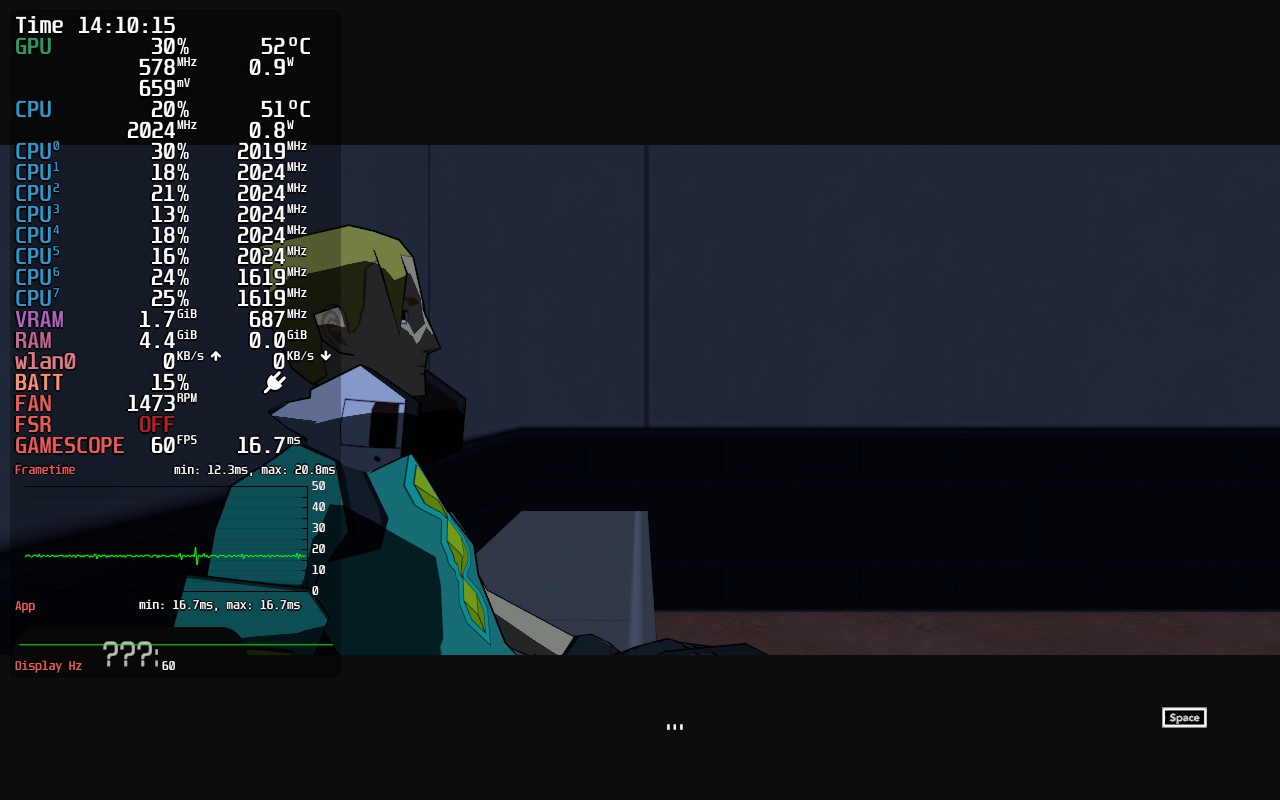 Time 14:10:15
GPU 30% 52°C
578MHz 0.9W
659mV
CPU 20% 51°C
2024MHz 0.8W
CPU0 30% 2019MHz
CPU1 18% 2024MHz
CPU2 21% 2024MHz
CPU3 13% 2024MHz
CPU4 18% 2024MHz
CPU5 16% 2024MHz
CPU6 24% 1619MHz
CPU7 25% 1619MHz
VRAM 1.7GiB 687MHz
RAM 4.4GiB 0.0GiB
wlan0 0KB/s ↑ 0KB/s ↓
BATT 15%
FAN 1473RPM
FSR OFF
GAMESCOPE 60FPS 16.7ms
Frametime min: 12.3ms, max: 20.8ms
50
40
30
20
10
0
App min: 16.7ms, max: 16.7ms
???:
Display Hz 60
Space
...